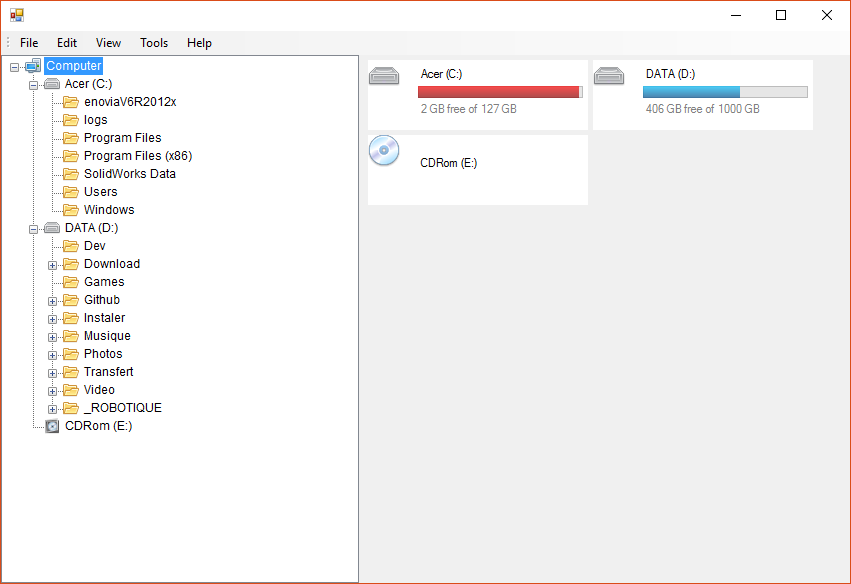 File Edit View Tools Help
Computer
Acer (C:)
enoviaV6R2012x
logs
Program Files
Program Files (x86)
SolidWorks Data
Users
Windows
DATA (D:)
Dev
Download
Games
Github
Instaler
Musique
Photos
Transfert
Video
_ROBOTIQUE
CDRom (E:)
Acer (C:)
2 GB free of 127 GB
DATA (D:)
406 GB free of 1000 GB
CDRom (E:)